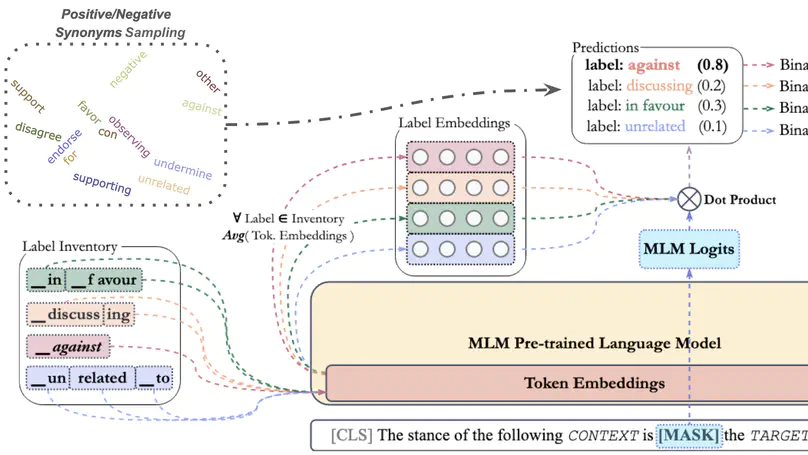 Positive/Negative
Synonyms Sampling
negative
other
support
against
favor
con
observing
disagree
endorse
for
undermine
supporting
unrelated
Predictions
label: against (0.8)
label: discussing (0.2)
label: in favour (0.3)
label: unrelated (0.1)
Bina
Bina
Bina
Bina
Label Embeddings
∀ Label ∈ Inventory
Avg( Tok. Embeddings )
Dot Product
MLM Logits
Label Inventory
__in __f avour
__discuss ing
__against
__un related __to
MLM Pre-trained Language Model
Token Embeddings
[CLS] The stance of the following CONTEXT is [MASK] the TARGET